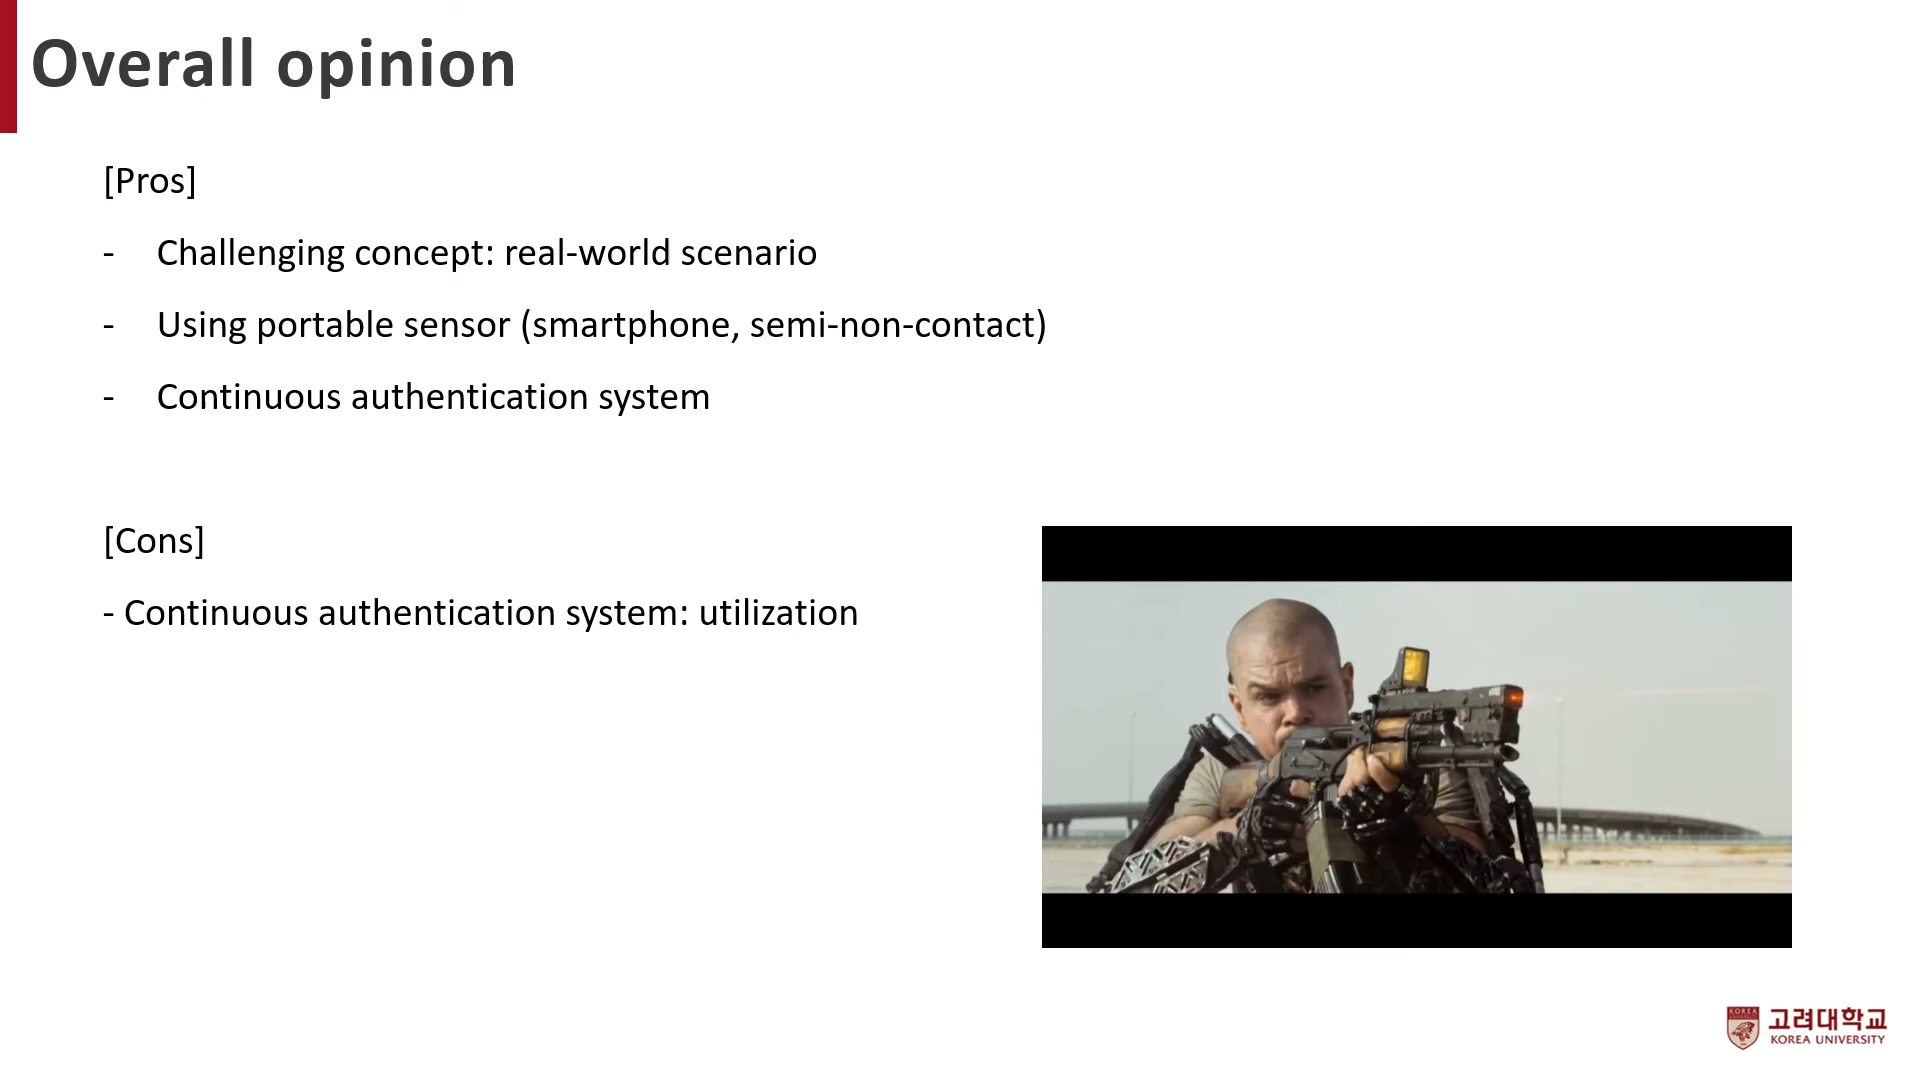 Overall opinion
[Pros]
- Challenging concept: real-world scenario
- Using portable sensor (smartphone, semi-non-contact)
- Continuous authentication system
[Cons]
- Continuous authentication system: utilization
KOREA
고려대학교
KOREA UNIVERSITY